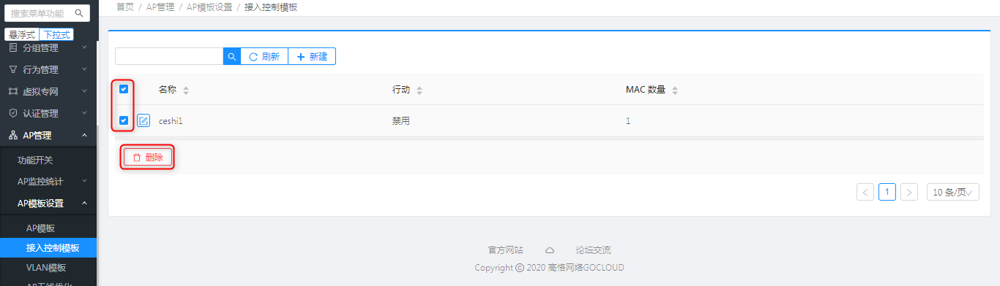 搜索菜单功能
悬浮式 下拉式
分组管理
行为管理
虚拟专网
认证管理
AP管理
功能开关
AP监控统计
AP模板设置
AP模板
接入控制模板
VLAN模板
首页 / AP管理 / AP模板设置 / 接入控制模板
刷新 新建
名称 行动 MAC 数量
ceshi1 禁用 1
删除
1 10 条/页
官方网站 论坛交流
Copyright © 2020 高恪网络GOCLOUD